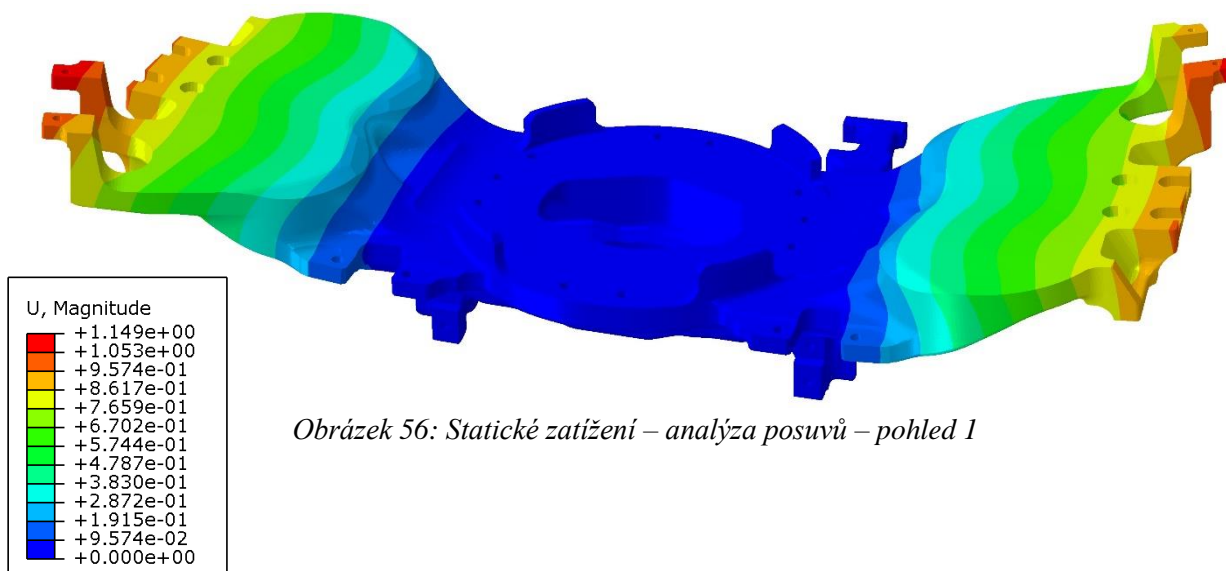 U, Magnitude
+1.149e+00
+1.053e+00
+9.574e-01
+8.617e-01
+7.659e-01
+6.702e-01
+5.744e-01
+4.787e-01
+3.830e-01
+2.872e-01
+1.915e-01
+9.574e-02
+0.000e+00
Obrázek 56: Statické zatížení – analýza posuvů – pohled 1